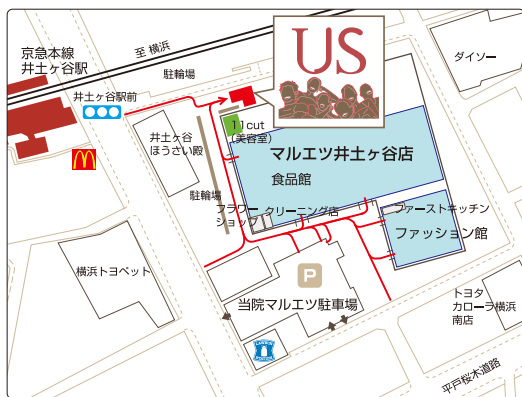 US
京急本線
井土ヶ谷駅
至 横浜
駐輪場
ダイソー
井土ヶ谷駅前
11cut
(美容室)
井土ヶ谷
ほうさい殿
マルエツ井土ヶ谷店
食品館
駐輪場
フラワー
ショップ
クリーニング店
ファーストキッチン
ファッション館
横浜トヨペット
P
当院マルエツ駐車場
トヨタ
カローラ横浜
南店
平戸桜木道路